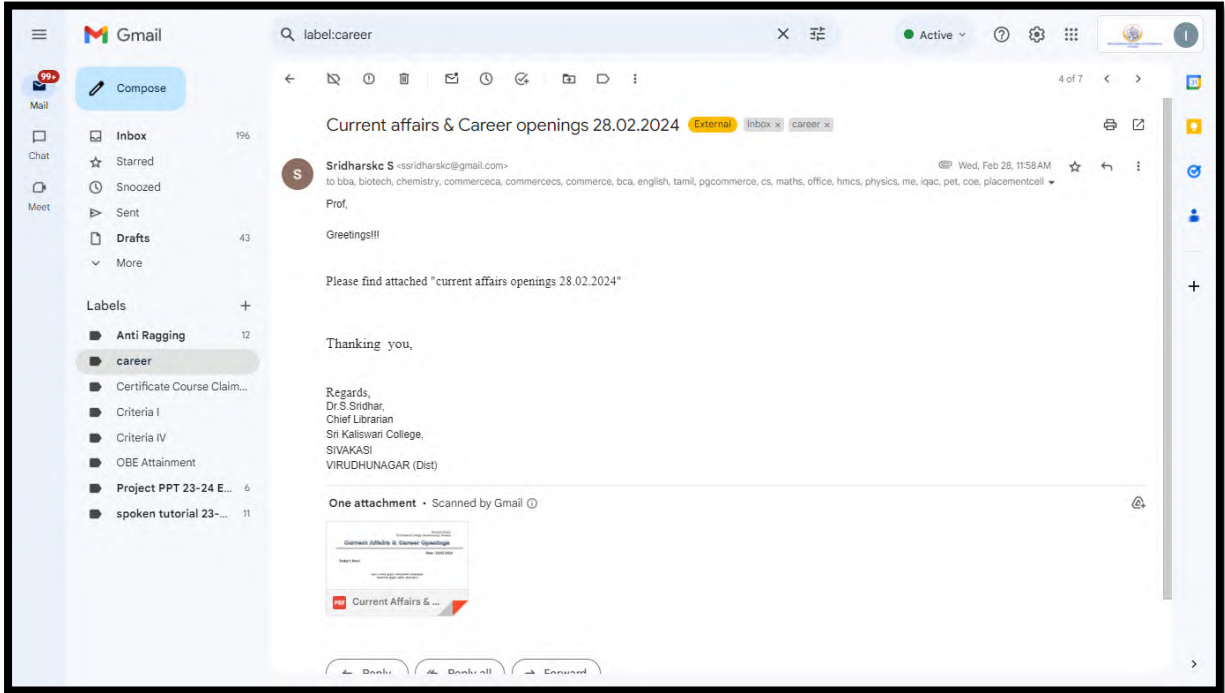 Gmail
label:career
Active
I
99+
Mail
Chat
Meet
Compose
Inbox 196
Starred
Snoozed
Sent
Drafts 43
More
Labels
Anti Ragging 12
career
Certificate Course Claim...
Criteria I
Criteria IV
OBE Attainment
Project PPT 23-24 E... 6
spoken tutorial 23-... 11
4 of 7
31
Current affairs & Career openings 28.02.2024 External Inbox x career x
S
Sridharskc S <ssridharskc@gmail.com> Wed, Feb 28, 11:58 AM
to bba, biotech, chemistry, commerceca, commercecs, commerce, bca, english, tamil, pgcommerce, cs, maths, office, hmcs, physics, me, iqac, pet, coe, placementcell
Prof,
Greetings!!!
Please find attached "current affairs openings 28.02.2024"
Thanking you,
Regards,
Dr.S.Sridhar,
Chief Librarian
Sri Kaliswari College,
SIVAKASI
VIRUDHUNAGAR (Dist)
One attachment • Scanned by Gmail
Current Affairs & Career Openings
PDF Current Affairs & ...
Reply Reply all Forward